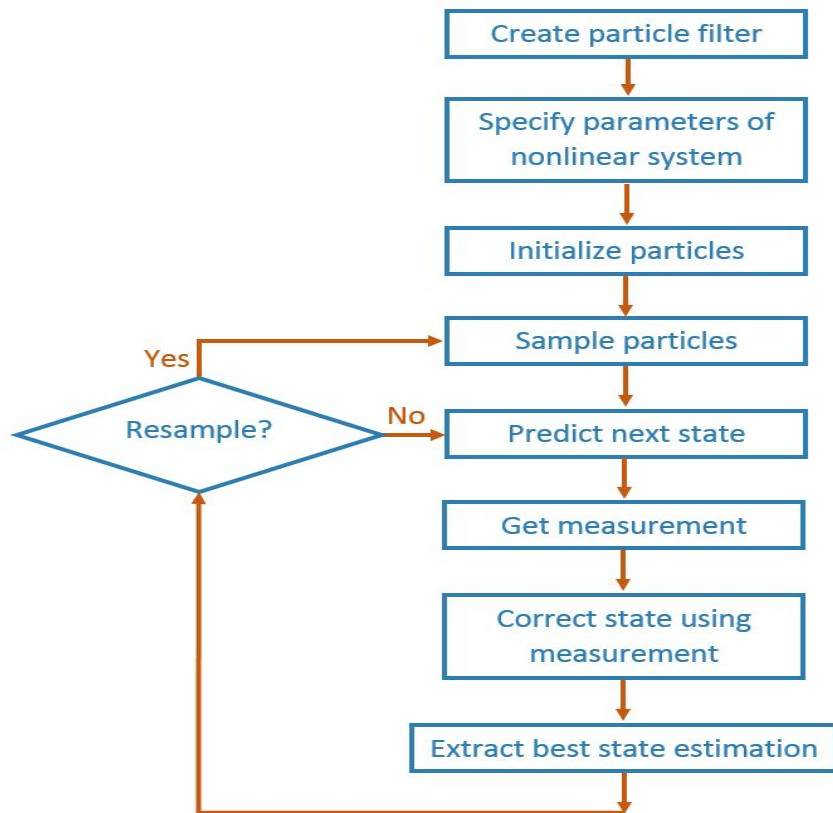 Create particle filter
Specify parameters of
nonlinear system
Initialize particles
Sample particles
Yes
Resample?
No
Predict next state
Get measurement
Correct state using
measurement
Extract best state estimation